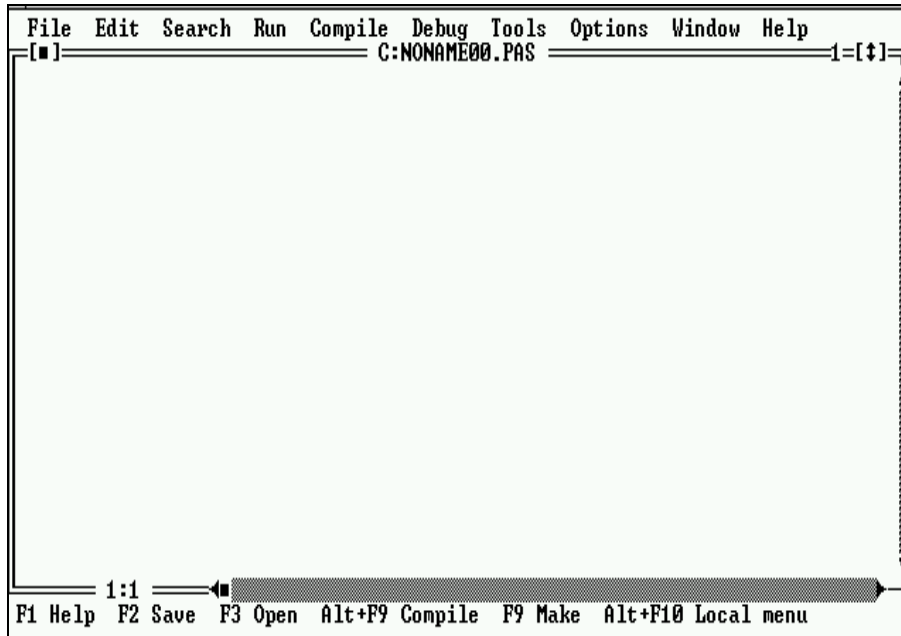 File Edit Search Run Compile Debug Tools Options Window Help
[■] C:NONAME00.PAS 1=[↕]
1:1
F1 Help F2 Save F3 Open Alt+F9 Compile F9 Make Alt+F10 Local menu